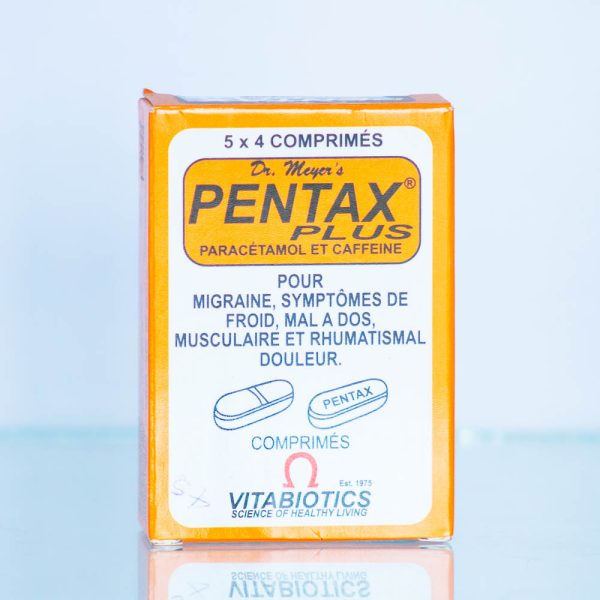 5 x 4 COMPRIMÉS
Dr. Meyer's
PENTAX®
PLUS
PARACÉTAMOL ET CAFFEINE
POUR
MIGRAINE, SYMPTÔMES DE
FROID, MAL A DOS,
MUSCULAIRE ET RHUMATISMAL
DOULEUR.
PENTAX
COMPRIMÉS
Est. 1975
VITABIOTICS
SCIENCE OF HEALTHY LIVING